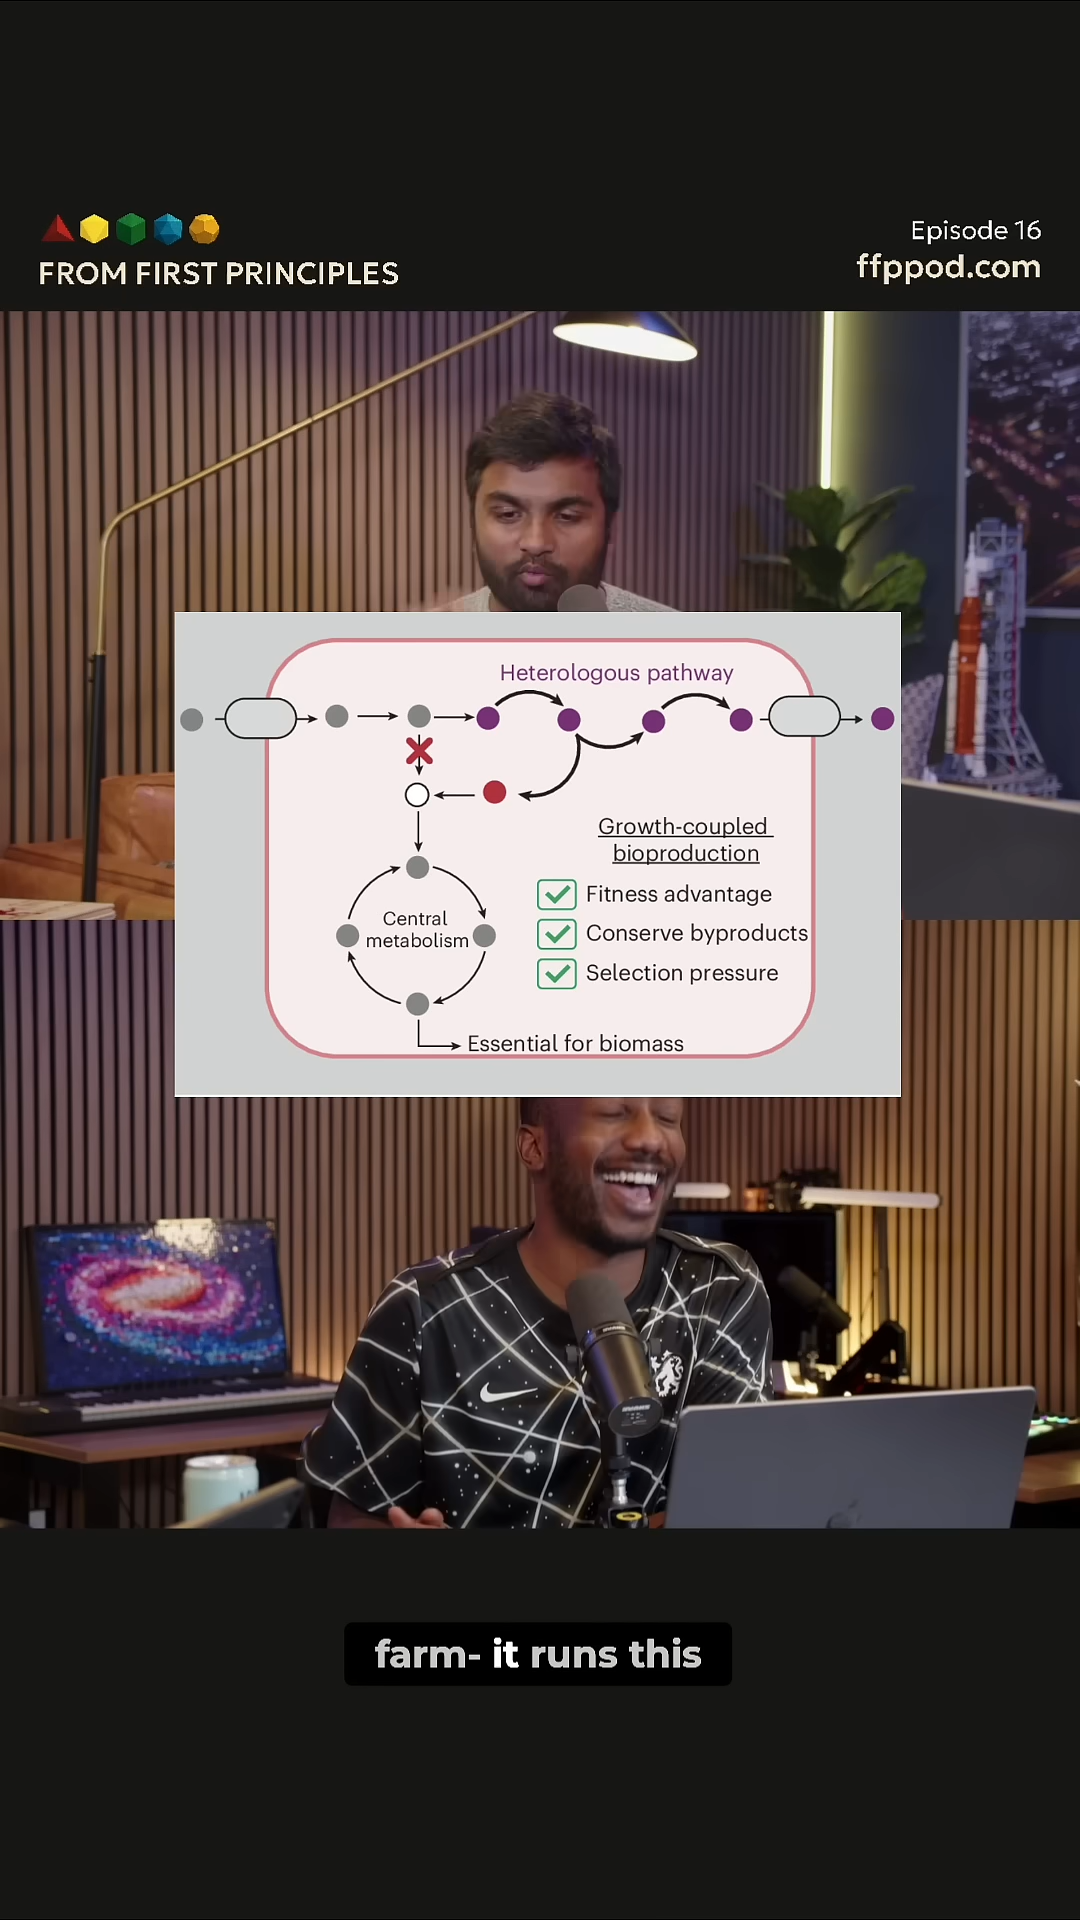 Episode 16
FROM FIRST PRINCIPLES
ffppod.com
Heterologous pathway
Growth-coupled
bioproduction
Fitness advantage
Conserve byproducts
Selection pressure
Central
metabolism
Essential for biomass
farm- it runs this